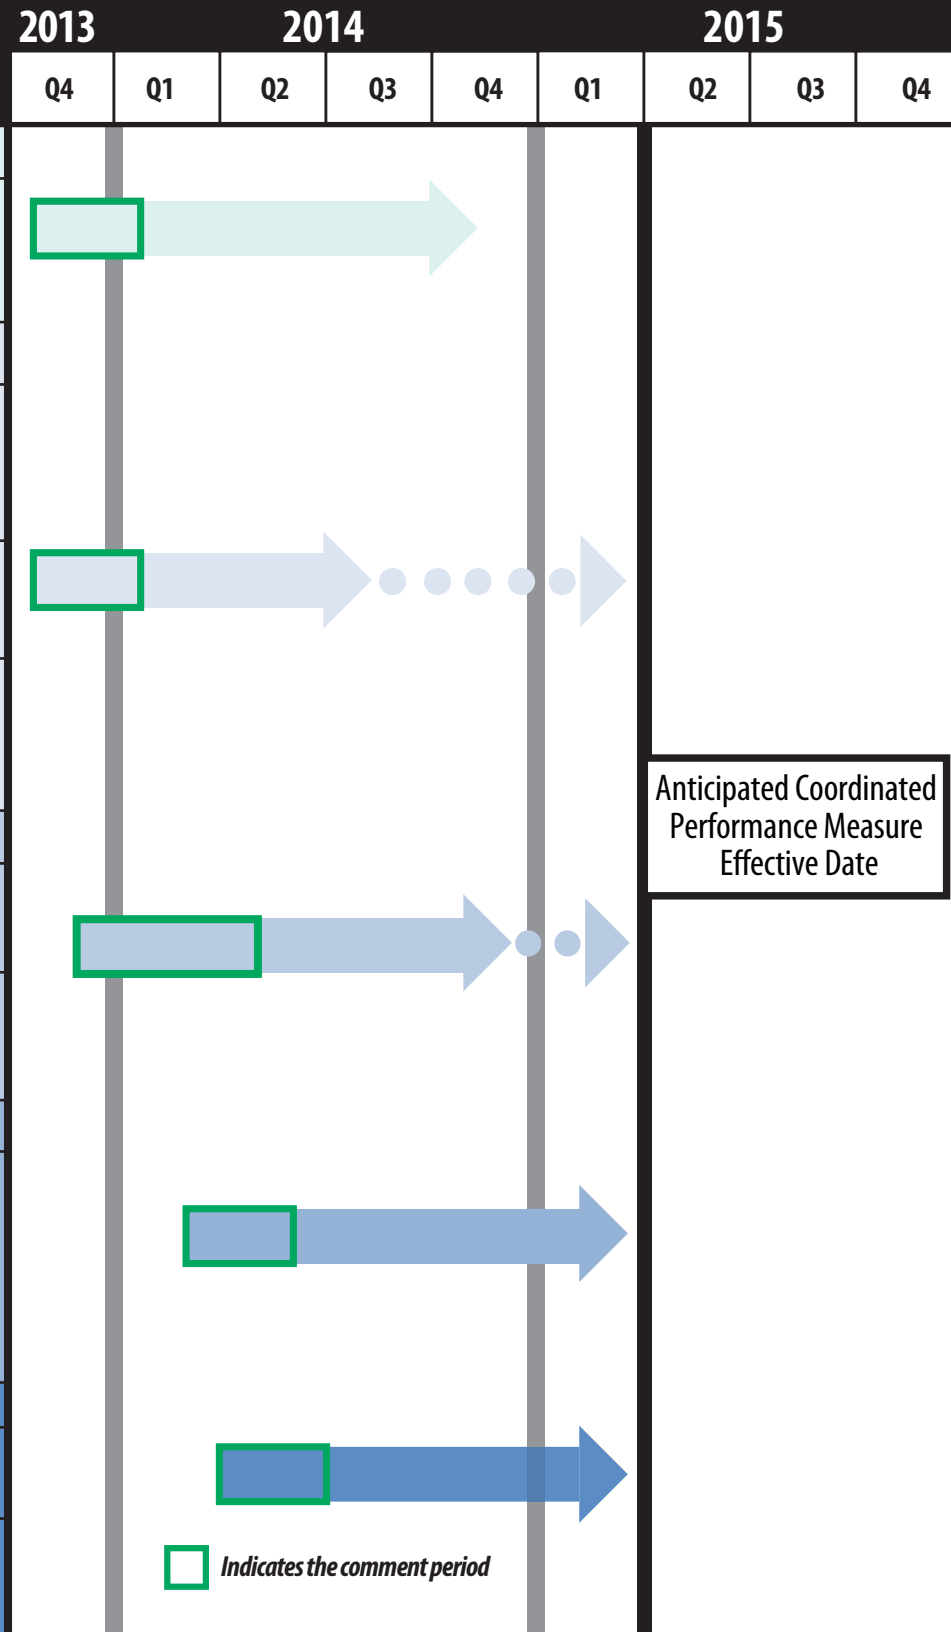 2013 2014 2015
Q4 Q1 Q2 Q3 Q4 Q1 Q2 Q3 Q4
Anticipated Coordinated
Performance Measure
Effective Date
Indicates the comment period